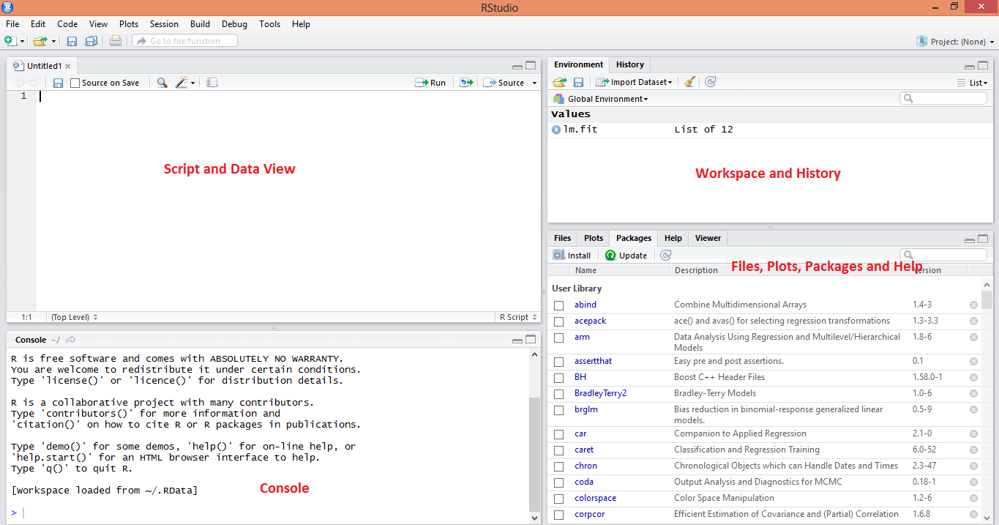 RStudio
File Edit Code View Plots Session Build Debug Tools Help
Go to file/function
Project: (None)
Untitled1
Source on Save
Run
Source
1
Script and Data View
1:1
(Top Level)
R Script
Console ~/
R is free software and comes with ABSOLUTELY NO WARRANTY.
You are welcome to redistribute it under certain conditions.
Type 'license()' or 'licence()' for distribution details.
R is a collaborative project with many contributors.
Type 'contributors()' for more information and
'citation()' on how to cite R or R packages in publications.
Type 'demo()' for some demos, 'help()' for on-line help, or
'help.start()' for an HTML browser interface to help.
Type 'q()' to quit R.
[Workspace loaded from ~/.RData]
Console
>
Environment History
Import Dataset
List
Global Environment
Values
lm.fit List of 12
Workspace and History
Files Plots Packages Help Viewer
Install Update
Files, Plots, Packages and Help
Name Description Version
User Library
abind Combine Multidimensional Arrays 1.4-3
acepack ace() and avas() for selecting regression transformations 1.3-3.3
arm Data Analysis Using Regression and Multilevel/Hierarchical 1.8-6
Models
assertthat Easy pre and post assertions. 0.1
BH Boost C++ Header Files 1.58.0-1
BradleyTerry2 Bradley-Terry Models 1.0-6
brglm Bias reduction in binomial-response generalized linear 0.5-9
models.
car Companion to Applied Regression 2.1-0
caret Classification and Regression Training 6.0-52
chron Chronological Objects which can Handle Dates and Times 2.3-47
coda Output Analysis and Diagnostics for MCMC 0.18-1
colorspace Color Space Manipulation 1.2-6
corpcor Efficient Estimation of Covariance and (Partial) Correlation 1.6.8